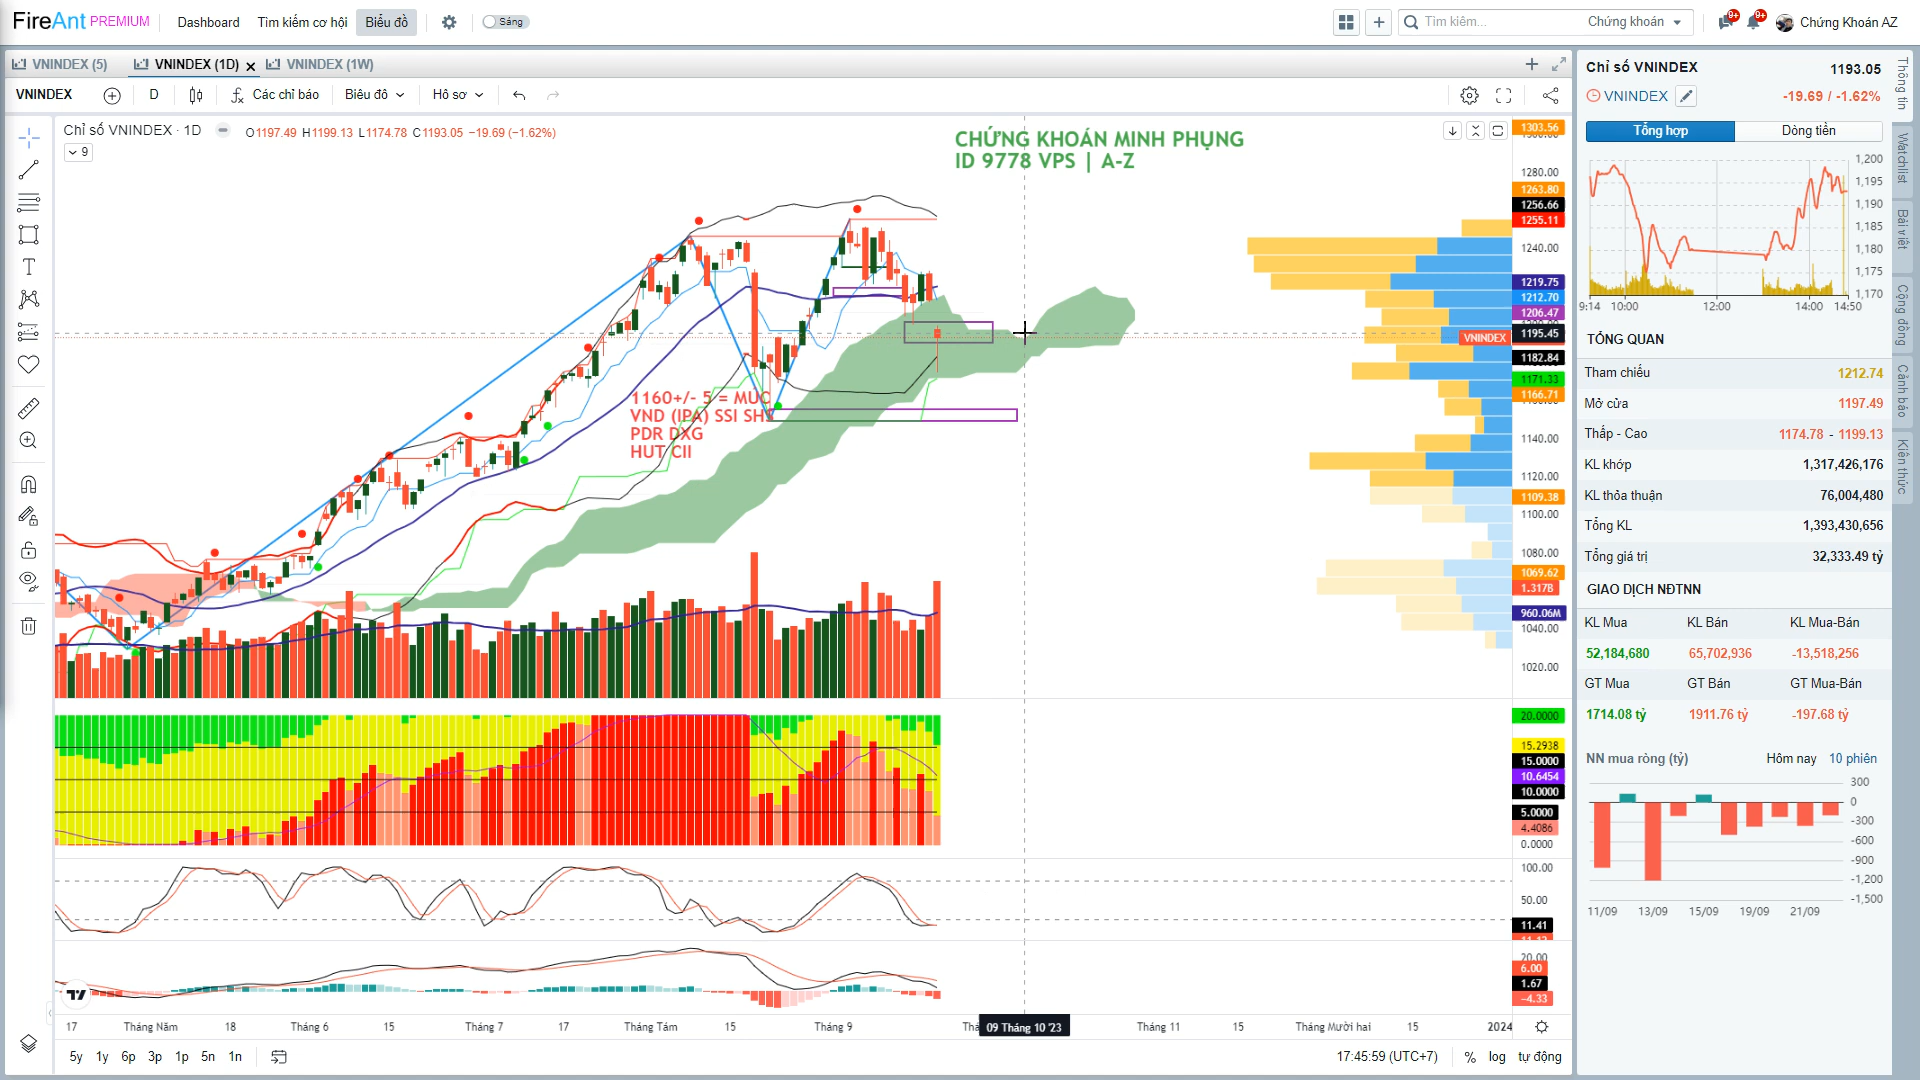 FireAnt PREMIUM Dashboard Tìm kiếm cơ hội Biểu đồ Sáng Tìm kiếm... Chứng khoán 9+ 9+ Chứng Khoán AZ
VNINDEX (5) VNINDEX (1D) VNINDEX (1W)
VNINDEX D Các chỉ báo Biểu đồ Hồ sơ
Chỉ số VNINDEX · 1D O1197.49 H1199.13 L1174.78 C1193.05 −19.69 (−1.62%)
9
CHỨNG KHOÁN MINH PHỤNG
ID 9778 VPS | A-Z
1160+/- 5 = MUC
VND (IPA) SSI SHS
PDR DXG
HUT CII
1303.56
1280.00
1263.80
1256.66
1255.11
1240.00
1219.75
1212.70
1206.47
VNINDEX 1195.45
1182.84
1171.33
1166.71
1140.00
1120.00
1109.38
1100.00
1080.00
1069.62
1.317B
960.06M
1040.00
1020.00
20.0000
15.2938
15.0000
10.6454
10.0000
5.0000
4.4086
0.0000
100.00
50.00
11.41
20.00
6.00
1.67
−4.33
17 Tháng Năm 18 Tháng 6 15 Tháng 7 17 Tháng Tám 15 Tháng 9 09 Tháng 10 '23 Tháng 11 15 Tháng Mười hai 15 2024
5y 1y 6p 3p 1p 5n 1n 17:45:59 (UTC+7) % log tự động
Chỉ số VNINDEX 1193.05
VNINDEX -19.69 / -1.62%
Tổng hợp Dòng tiền
1,200
1,195
1,190
1,185
1,180
1,175
1,170
9:14 10:00 12:00 14:00 14:50
TỔNG QUAN
Tham chiếu 1212.74
Mở cửa 1197.49
Thấp - Cao 1174.78 - 1199.13
KL khớp 1,317,426,176
KL thỏa thuận 76,004,480
Tổng KL 1,393,430,656
Tổng giá trị 32,333.49 tỷ
GIAO DỊCH NĐTNN
KL Mua KL Bán KL Mua-Bán
52,184,680 65,702,936 -13,518,256
GT Mua GT Bán GT Mua-Bán
1714.08 tỷ 1911.76 tỷ -197.68 tỷ
NN mua ròng (tỷ) Hôm nay 10 phiên
300
0
-300
-600
-900
-1,200
-1,500
11/09 13/09 15/09 19/09 21/09
Thông tin
Watchlist
Bài viết
Cộng đồng
Cảnh báo
Kiến thức